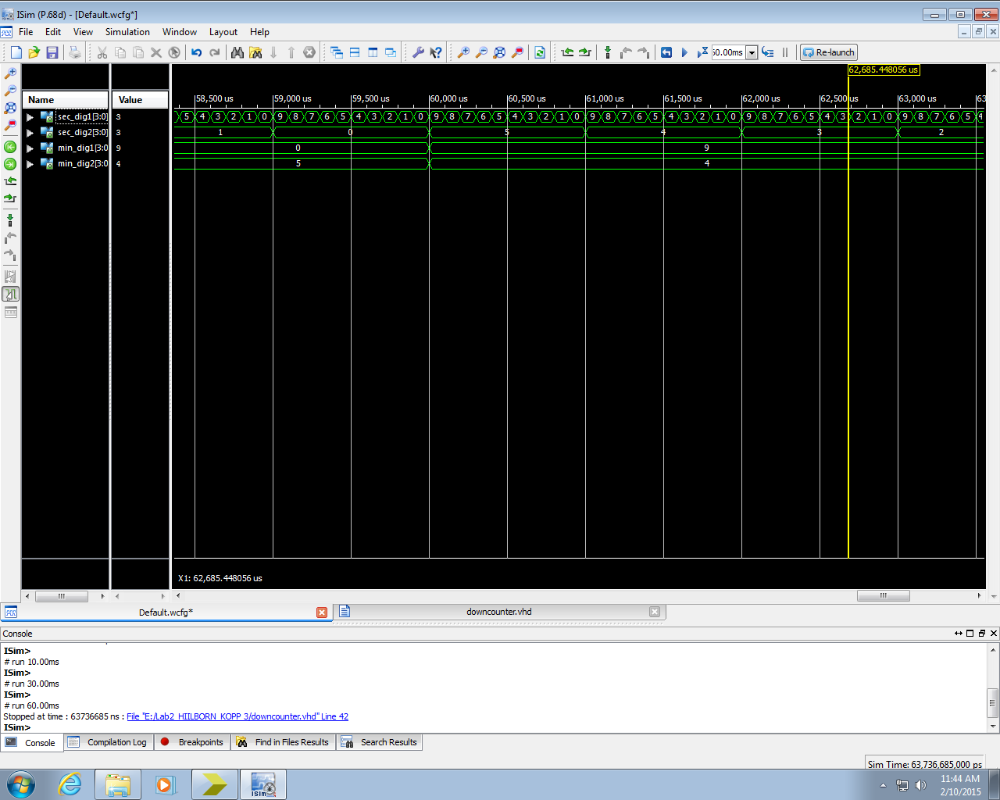 ISim (P.68d) - [Default.wcfg*]
File Edit View Simulation Window Layout Help
Re-launch
62,685.448056 us
Name Value
58,500 us 59,000 us 59,500 us 60,000 us 60,500 us 61,000 us 61,500 us 62,000 us 62,500 63,000 us 63
sec_dig1[3:0] 3 5 4 3 2 1 0 9 8 7 6 5 4 3 2 1 0 9 8 7 6 5 4 3 2 1 0 9 8 7 6 5 4 3 2 1 0 9 8 7 6 5 4 3 2 1 0 9 8 7 6 5 4
sec_dig2[3:0] 3 1 0 5 4 3 2
min_dig1[3:0 9 0 9
min_dig2[3:0 4 5 4
X1: 62,685.448056 us
Default.wcfg* downcounter.vhd
Console
ISim>
# run 10.00ms
ISim>
# run 30.00ms
ISim>
# run 60.00ms
Stopped at time : 63736685 ns : File "E:/Lab2_HIILBORN_KOPP_3/downcounter.vhd" Line 42
ISim>
Console Compilation Log Breakpoints Find in Files Results Search Results
Sim Time: 63,736,685,000 ps
ISim
11:44 AM
2/10/2015